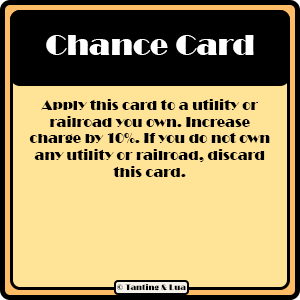 Chance Card
Apply this card to a utility or
railroad you own. Increase
charge by 10%. If you do not own
any utility or railroad, discard
this card.
© Tanting & Lua